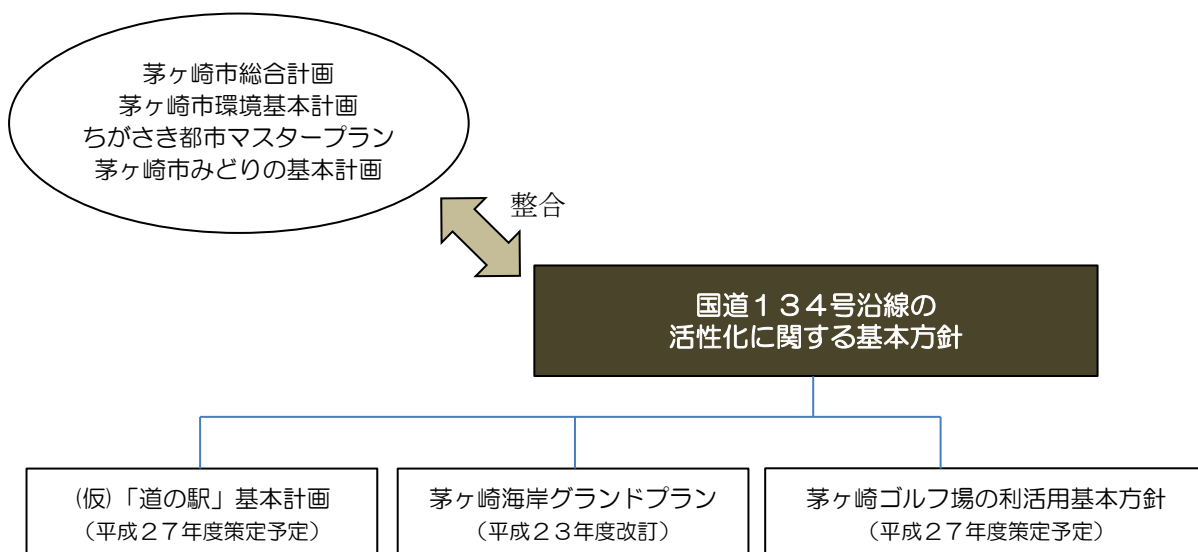 茅ヶ崎市総合計画
茅ヶ崎市環境基本計画
ちがさき都市マスタープラン
茅ヶ崎市みどりの基本計画
整合
国道１３４号沿線の
活性化に関する基本方針
(仮)「道の駅」基本計画
（平成２７年度策定予定）
茅ヶ崎海岸グランドプラン
（平成２３年度改訂）
茅ヶ崎ゴルフ場の利活用基本方針
（平成２７年度策定予定）